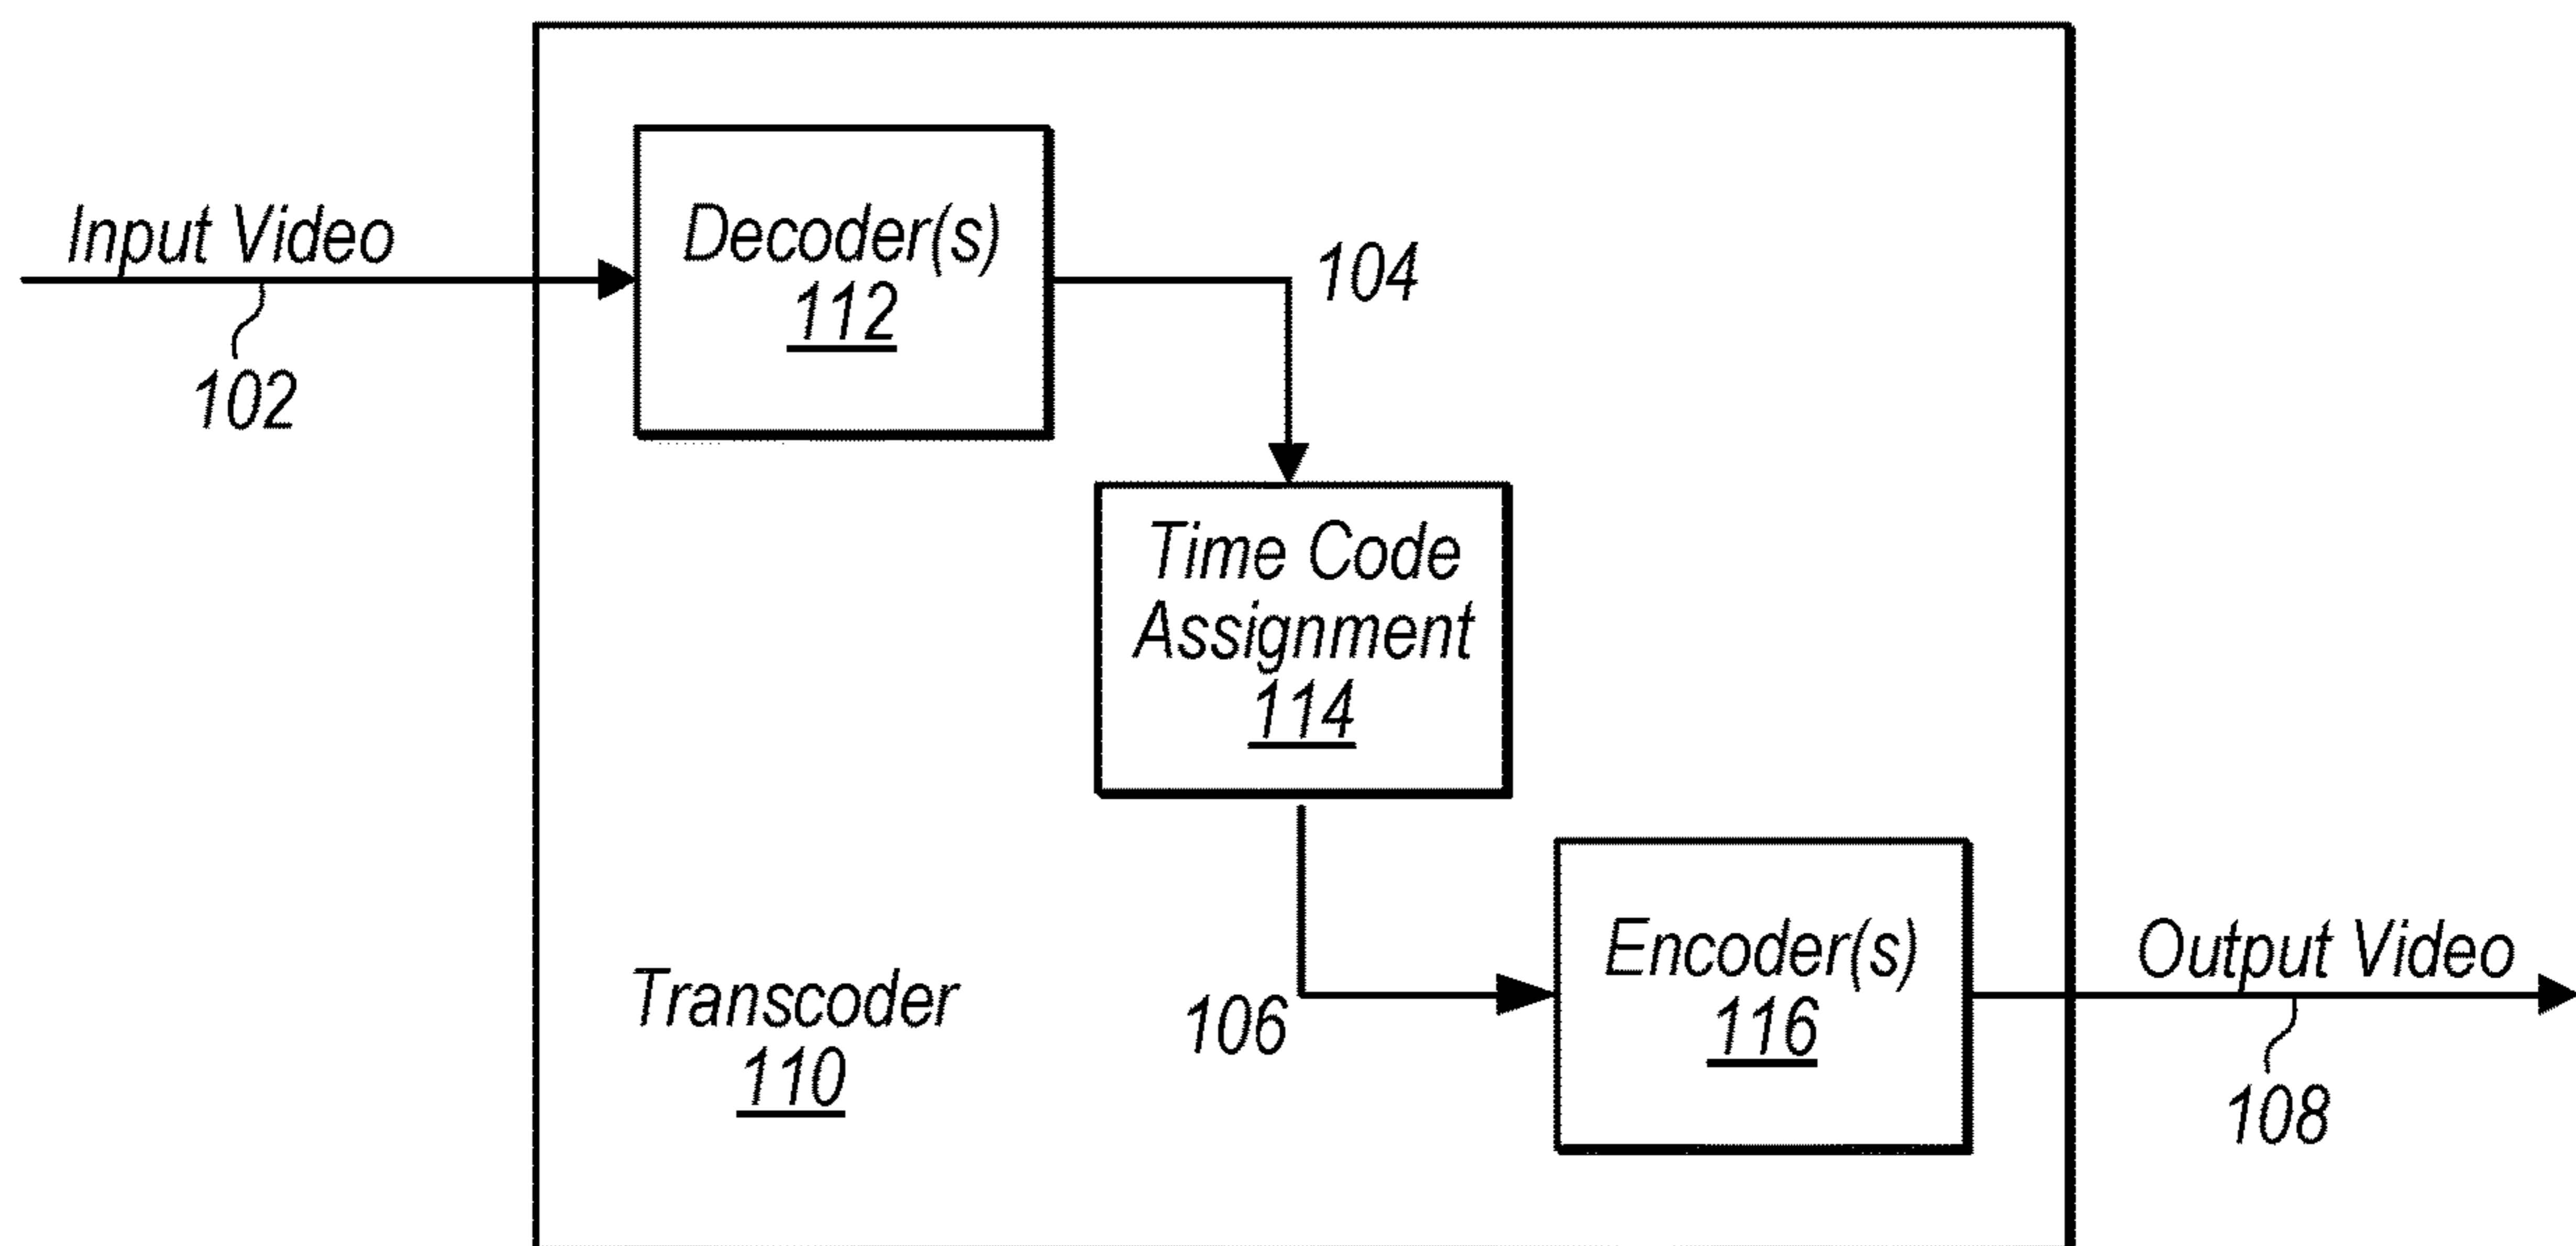 Input Video
102
Decoder(s)
112
104
Time Code
Assignment
114
106
Encoder(s)
116
Output Video
108
Transcoder
110